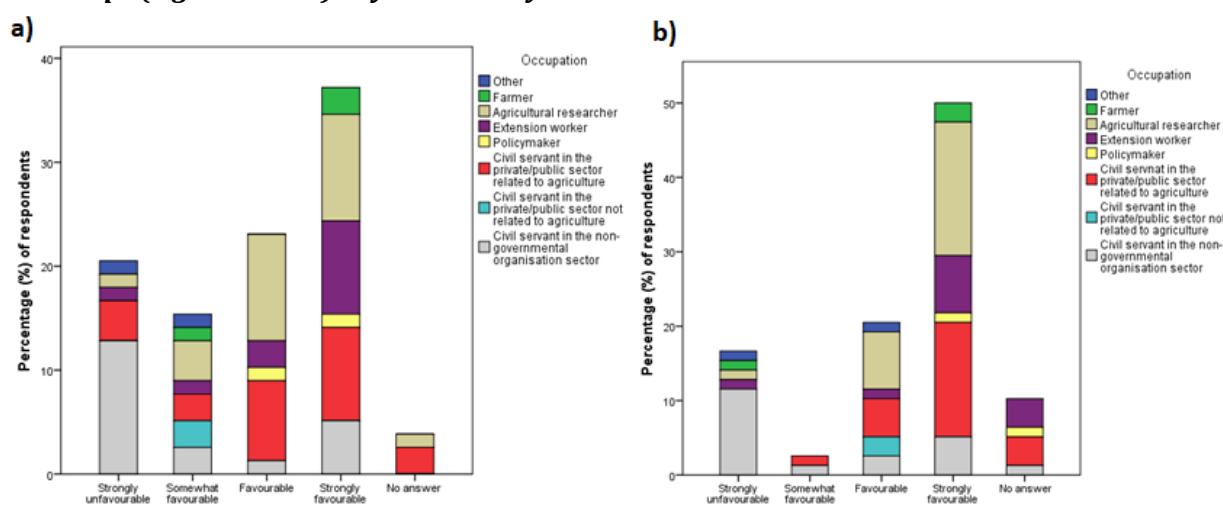 a)
40
30
20
10
0
Percentage (%) of respondents
Strongly
unfavourable
Somewhat
favourable
Favourable
Strongly
favourable
No answer
Occupation
Other
Farmer
Agricultural researcher
Extension worker
Policymaker
Civil servant in the
private/public sector
related to agriculture
Civil servant in the
private/public sector not
related to agriculture
Civil servant in the non-
governmental
organisation sector
b)
50
40
30
20
10
0
Percentage (%) of respondents
Strongly
unfavourable
Somewhat
favourable
Favourable
Strongly
favourable
No answer
Occupation
Other
Farmer
Agricultural researcher
Extension worker
Policymaker
Civil servnat in the
private/public sector
related to agriculture
Civil servant in the
private/public sector not
related to agriculture
Civil servant in the non-
governmental
organisation sector